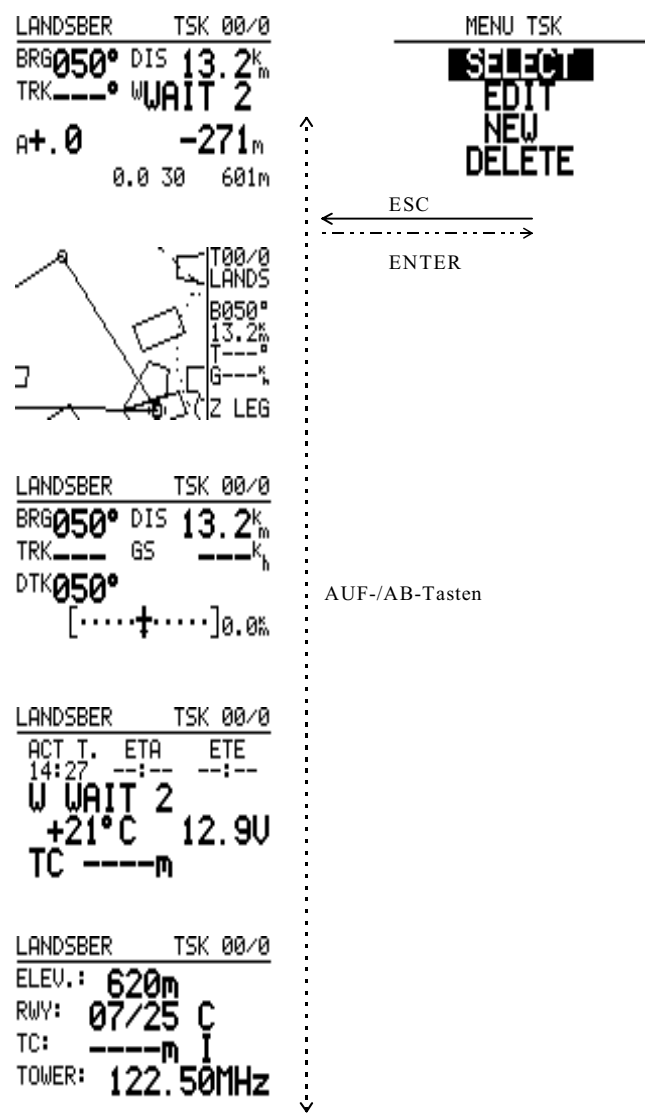 LANDSBER TSK 00/0
BRG050° DIS 13.2km
TRK___° WWAIT 2
A+.0 -271m
0.0 30 601m
MENU TSK
SELECT
EDIT
NEW
DELETE
ESC
ENTER
T00/0
LANDS
B050°
13.2km
T---°
G---kh
Z LEG
LANDSBER TSK 00/0
BRG050° DIS 13.2km
TRK___ GS ___kh
DTK050°
[·····‡·····]0.0km
AUF-/AB-Tasten
LANDSBER TSK 00/0
ACT T. ETA ETE
14:27 --:-- --:--
W WAIT 2
+21°C 12.9V
TC ----m
LANDSBER TSK 00/0
ELEV.: 620m
RWY: 07/25 C
TC: ----m I
TOWER: 122.50MHz